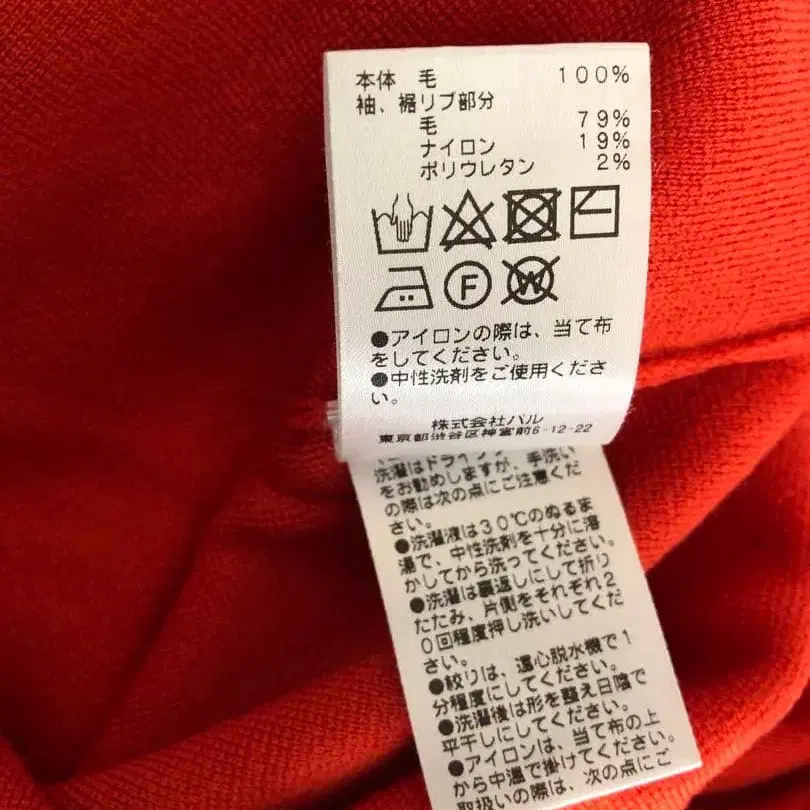 本体 毛 100%
袖、裾リブ部分
毛 79%
ナイロン 19%
ポリウレタン 2%
F
W
●アイロンの際は、当て布
をしてください。
●中性洗剤をご使用くださ
い。
株式会社パル
東京都渋谷区神宮前6-12-22
洗濯はドライ
をお勧めしますが、手洗い
の際は次の点にご注意くだ
さい。
●洗濯液は30℃のぬるま
湯で、中性洗剤を十分に溶
かしてから洗ってください。
●洗濯は裏返しにして折り
たたみ、片側をそれぞれ2
0回程度押し洗いしてくだ
さい。
●絞りは、遠心脱水機で1
分程度にしてください。
●洗濯後は形を整え日陰で
平干しにしてください。
●アイロンは、当て布の上
から中温で掛けてください。
取扱いの際は、次の点にご